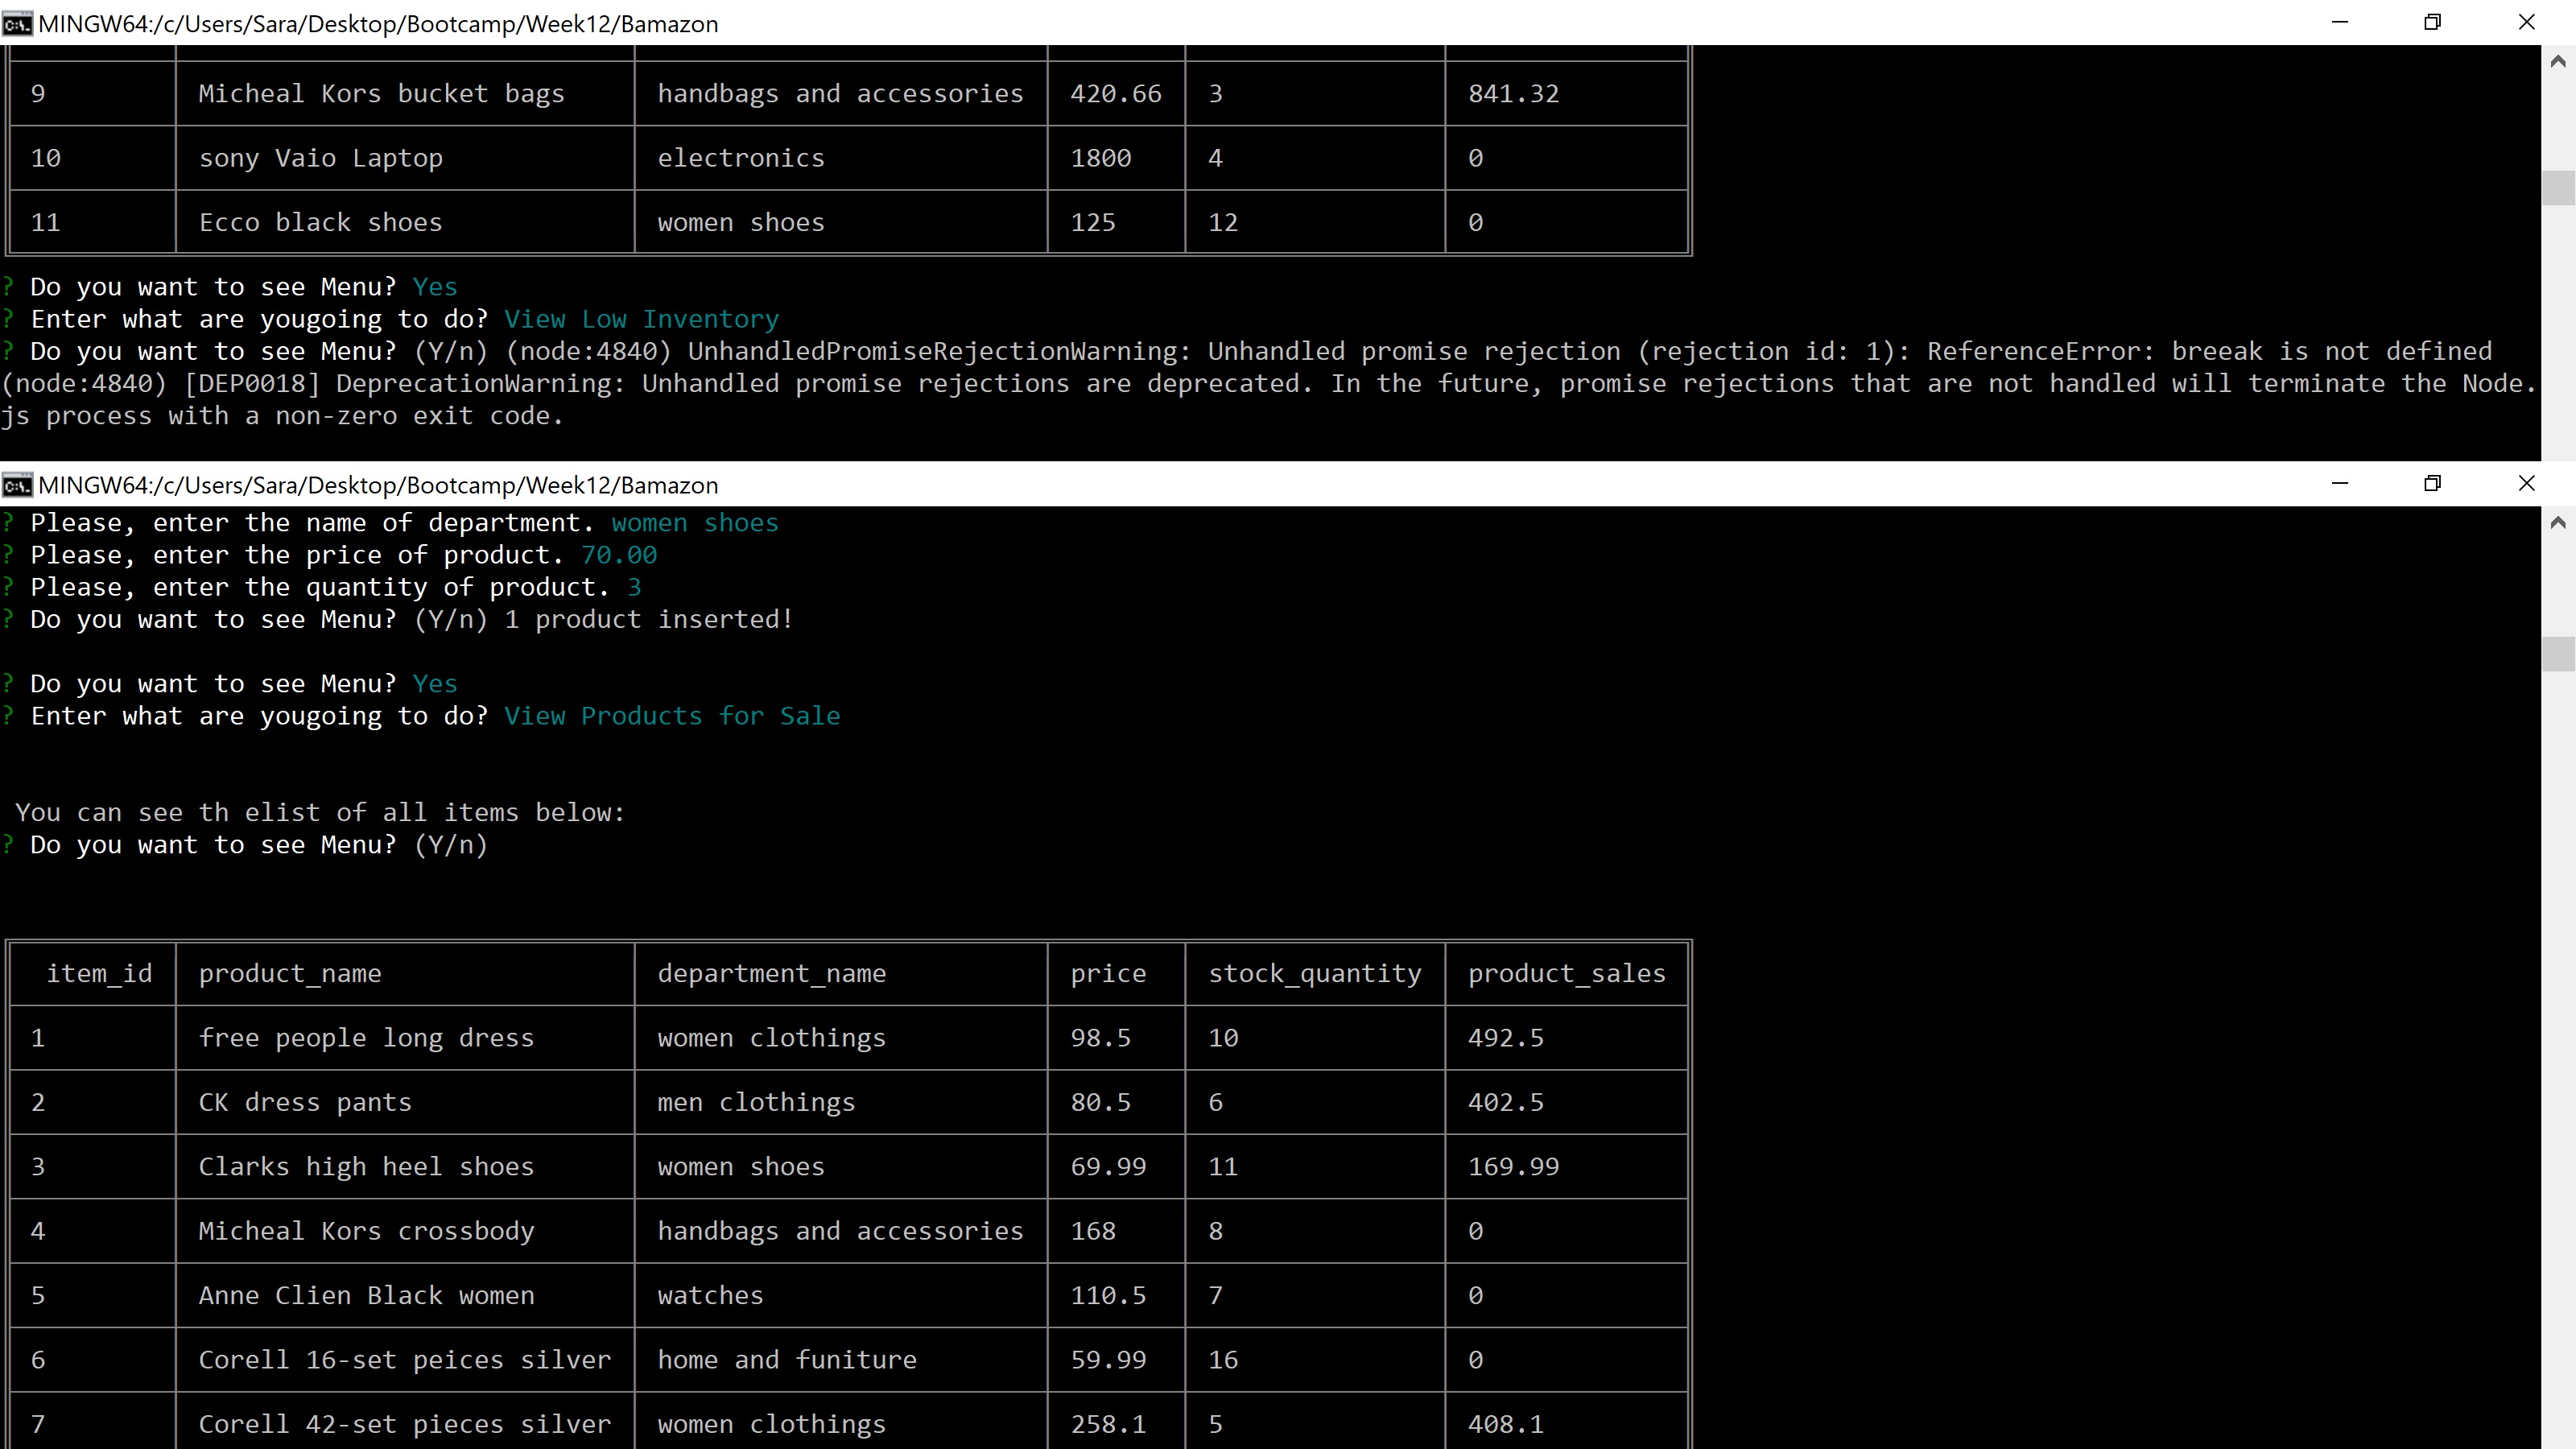 MINGW64:/c/Users/Sara/Desktop/Bootcamp/Week12/Bamazon
9 Micheal Kors bucket bags handbags and accessories 420.66 3 841.32
10 sony Vaio Laptop electronics 1800 4 0
11 Ecco black shoes women shoes 125 12 0
? Do you want to see Menu? Yes
? Enter what are yougoing to do? View Low Inventory
? Do you want to see Menu? (Y/n) (node:4840) UnhandledPromiseRejectionWarning: Unhandled promise rejection (rejection id: 1): ReferenceError: breeak is not defined
(node:4840) [DEP0018] DeprecationWarning: Unhandled promise rejections are deprecated. In the future, promise rejections that are not handled will terminate the Node.
js process with a non-zero exit code.
MINGW64:/c/Users/Sara/Desktop/Bootcamp/Week12/Bamazon
? Please, enter the name of department. women shoes
? Please, enter the price of product. 70.00
? Please, enter the quantity of product. 3
? Do you want to see Menu? (Y/n) 1 product inserted!
? Do you want to see Menu? Yes
? Enter what are yougoing to do? View Products for Sale
You can see th elist of all items below:
? Do you want to see Menu? (Y/n)
item_id product_name department_name price stock_quantity product_sales
1 free people long dress women clothings 98.5 10 492.5
2 CK dress pants men clothings 80.5 6 402.5
3 Clarks high heel shoes women shoes 69.99 11 169.99
4 Micheal Kors crossbody handbags and accessories 168 8 0
5 Anne Clien Black women watches 110.5 7 0
6 Corell 16-set peices silver home and funiture 59.99 16 0
7 Corell 42-set pieces silver women clothings 258.1 5 408.1